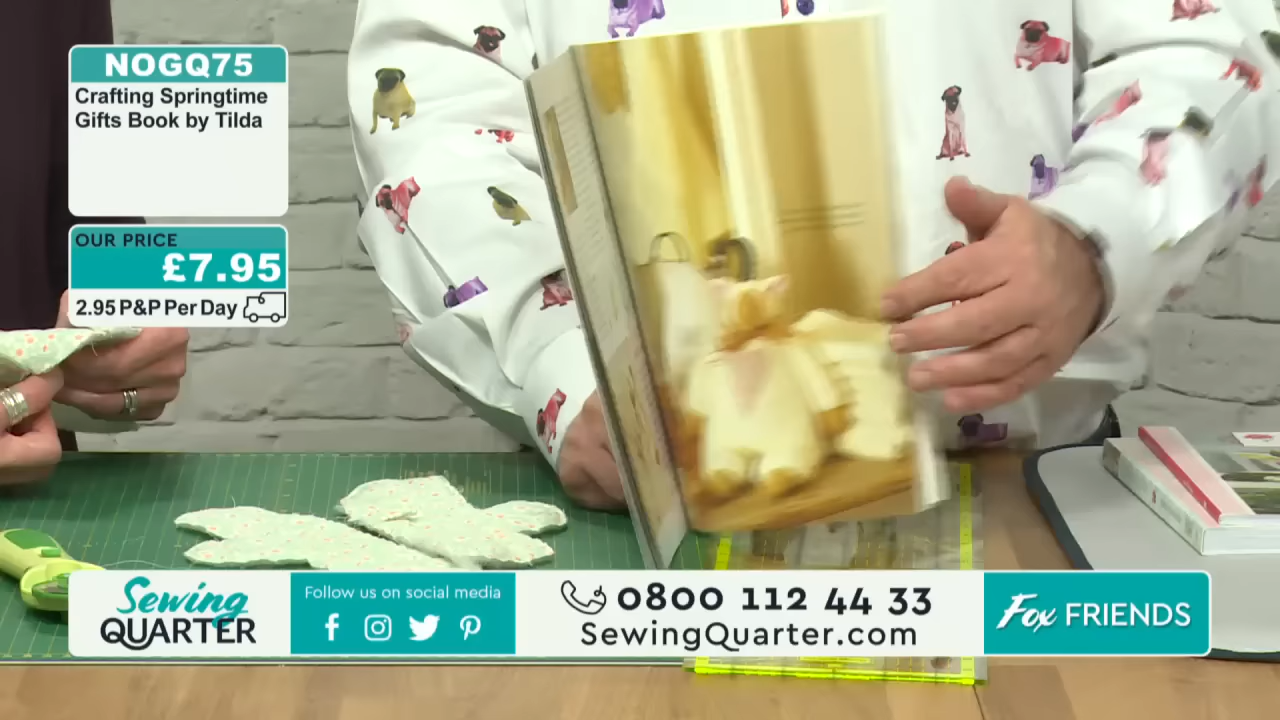 NOGQ75
Crafting Springtime
Gifts Book by Tilda
OUR PRICE
£7.95
2.95 P&P Per Day
Sewing
QUARTER
Follow us on social media
0800 112 44 33
SewingQuarter.com
Fox FRIENDS